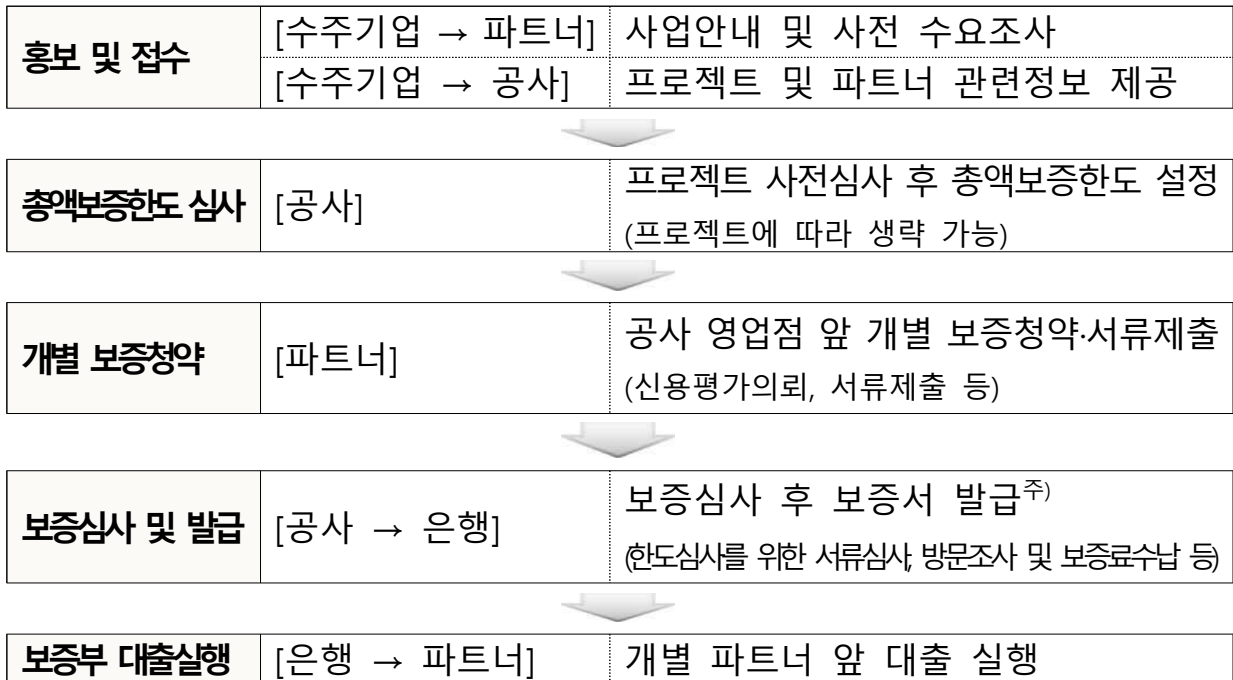 홍보 및 접수
[수주기업 → 파트너] 사업안내 및 사전 수요조사
[수주기업 → 공사] 프로젝트 및 파트너 관련정보 제공
총액보증한도 심사 [공사] 프로젝트 사전심사 후 총액보증한도 설정
(프로젝트에 따라 생략 가능)
개별 보증청약 [파트너] 공사 영업점 앞 개별 보증청약·서류제출
(신용평가의뢰, 서류제출 등)
보증심사 및 발급 [공사 → 은행] 보증심사 후 보증서 발급주)
(한도심사를 위한 서류심사, 방문조사 및 보증료수납 등)
보증부 대출실행 [은행 → 파트너] 개별 파트너 앞 대출 실행